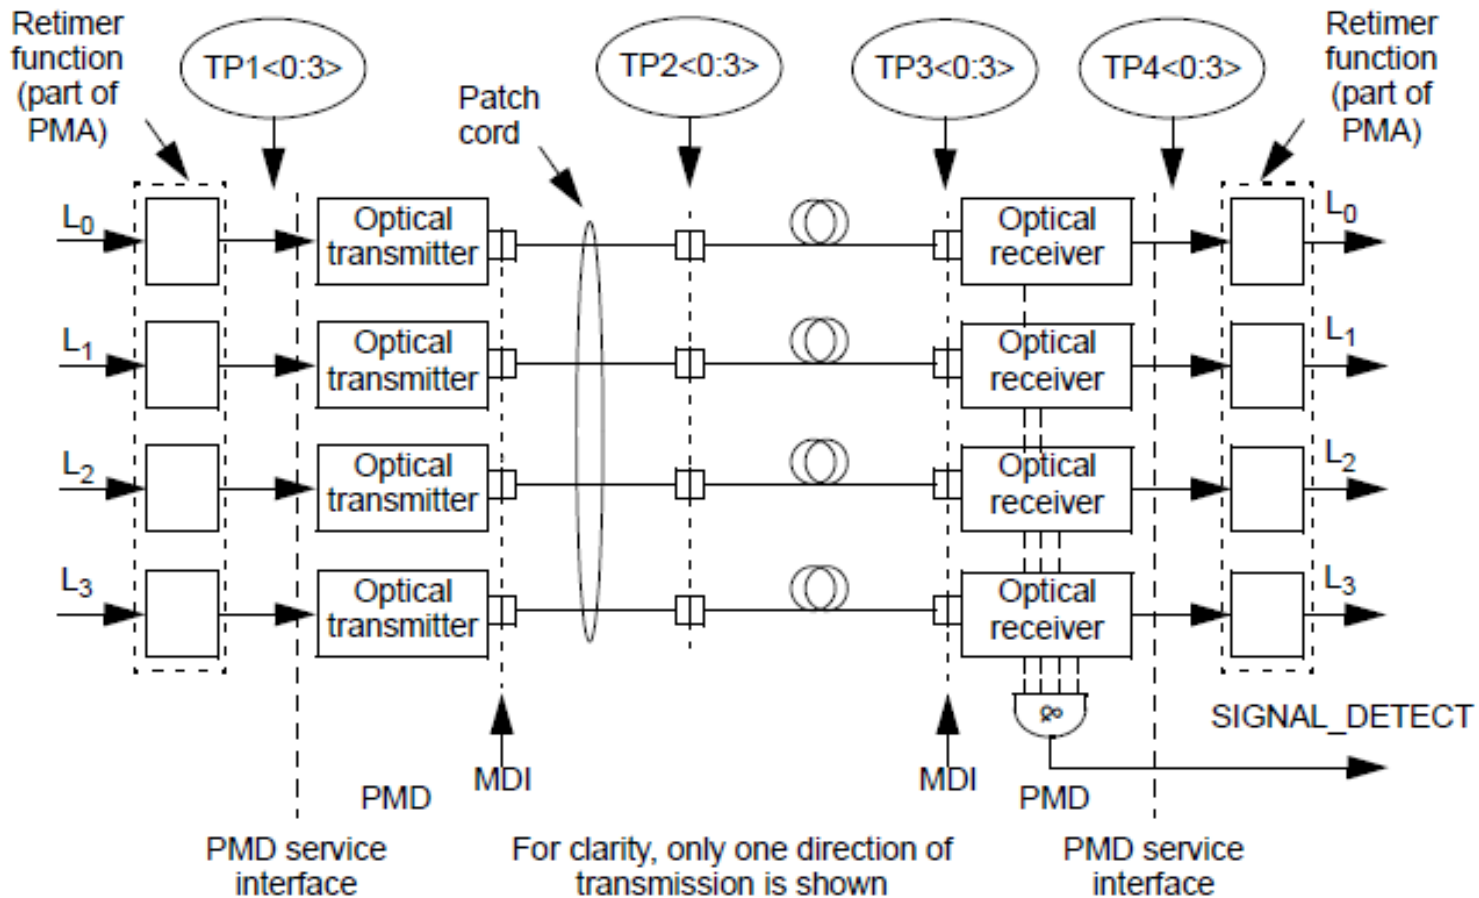 Retimer
function
(part of
PMA)
TP1<0:3>
Patch
cord
TP2<0:3>
TP3<0:3>
TP4<0:3>
Retimer
function
(part of
PMA)
L0
Optical
transmitter
Optical
receiver
L0
L1
Optical
transmitter
Optical
receiver
L1
L2
Optical
transmitter
Optical
receiver
L2
L3
Optical
transmitter
Optical
receiver
L3
&
SIGNAL_DETECT
MDI
MDI
PMD
PMD
PMD service
interface
For clarity, only one direction of
transmission is shown
PMD service
interface